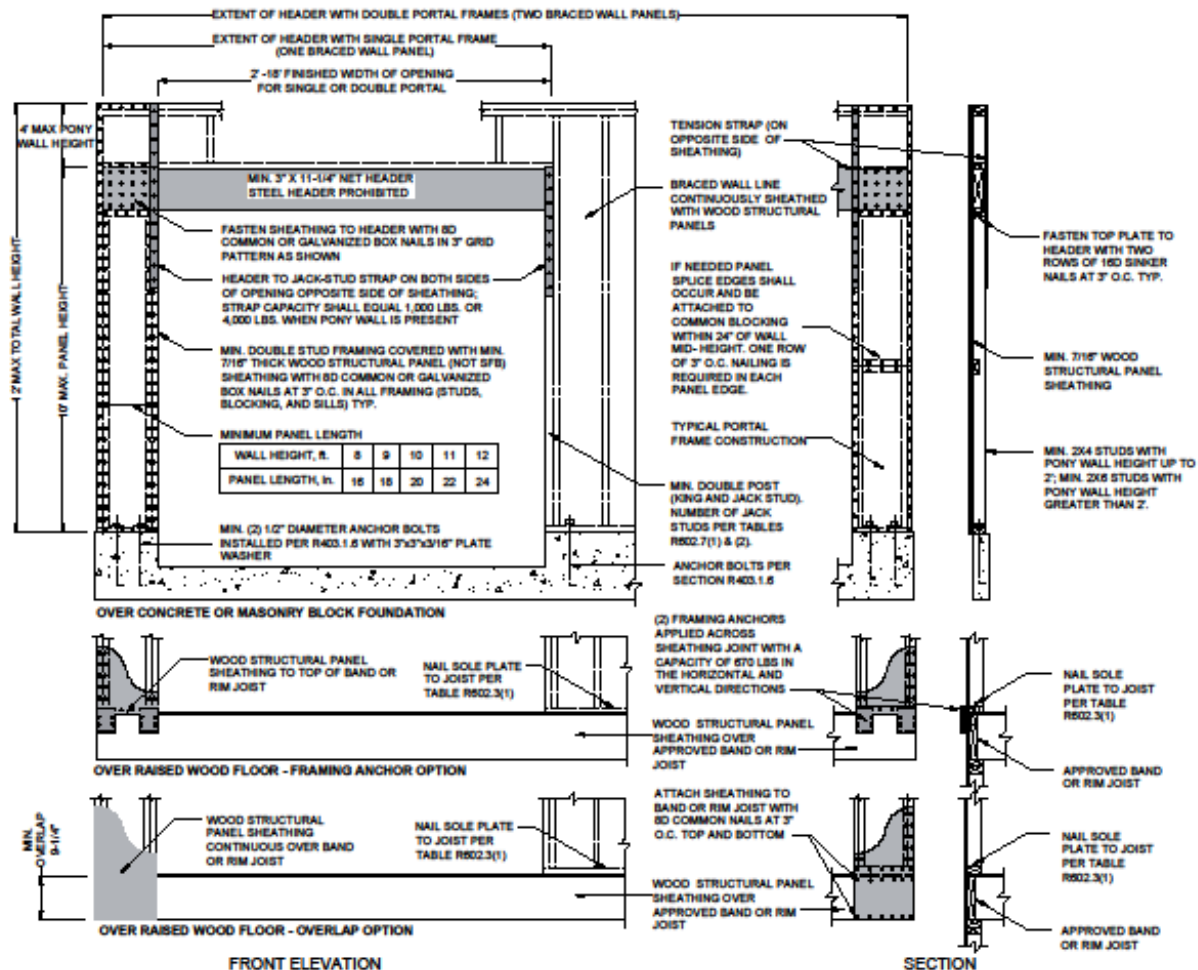 EXTENT OF HEADER WITH DOUBLE PORTAL FRAMES (TWO BRACED WALL PANELS)
EXTENT OF HEADER WITH SINGLE PORTAL FRAME
(ONE BRACED WALL PANEL)
2' -18' FINISHED WIDTH OF OPENING
FOR SINGLE OR DOUBLE PORTAL
4' MAX PONY
WALL HEIGHT
2' MAX TOTAL WALL HEIGHT
10' MAX. PANEL HEIGHT
MIN. 3" X 11-1/4" NET HEADER
STEEL HEADER PROHIBITED
FASTEN SHEATHING TO HEADER WITH 8D
COMMON OR GALVANIZED BOX NAILS IN 3" GRID
PATTERN AS SHOWN
HEADER TO JACK-STUD STRAP ON BOTH SIDES
OF OPENING OPPOSITE SIDE OF SHEATHING;
STRAP CAPACITY SHALL EQUAL 1,000 LBS. OR
4,000 LBS. WHEN PONY WALL IS PRESENT
MIN. DOUBLE STUD FRAMING COVERED WITH MIN.
7/16" THICK WOOD STRUCTURAL PANEL (NOT SFB)
SHEATHING WITH 8D COMMON OR GALVANIZED
BOX NAILS AT 3" O.C. IN ALL FRAMING (STUDS,
BLOCKING, AND SILLS) TYP.
MINIMUM PANEL LENGTH
WALL HEIGHT, ft. 8 9 10 11 12
PANEL LENGTH, in. 16 18 20 22 24
MIN. (2) 1/2" DIAMETER ANCHOR BOLTS
INSTALLED PER R403.1.6 WITH 3"x3"x3/16" PLATE
WASHER
OVER CONCRETE OR MASONRY BLOCK FOUNDATION
TENSION STRAP (ON
OPPOSITE SIDE OF
SHEATHING)
BRACED WALL LINE
CONTINUOUSLY SHEATHED
WITH WOOD STRUCTURAL
PANELS
IF NEEDED PANEL
SPLICE EDGES SHALL
OCCUR AND BE
ATTACHED TO
COMMON BLOCKING
WITHIN 24" OF WALL
MID- HEIGHT. ONE ROW
OF 3" O.C. NAILING IS
REQUIRED IN EACH
PANEL EDGE.
TYPICAL PORTAL
FRAME CONSTRUCTION
MIN. DOUBLE POST
(KING AND JACK STUD).
NUMBER OF JACK
STUDS PER TABLES
R602.7(1) & (2).
ANCHOR BOLTS PER
SECTION R403.1.6
FASTEN TOP PLATE TO
HEADER WITH TWO
ROWS OF 16D SINKER
NAILS AT 3" O.C. TYP.
MIN. 7/16" WOOD
STRUCTURAL PANEL
SHEATHING
MIN. 2X4 STUDS WITH
PONY WALL HEIGHT UP TO
2'; MIN. 2X6 STUDS WITH
PONY WALL HEIGHT
GREATER THAN 2'.
WOOD STRUCTURAL PANEL
SHEATHING TO TOP OF BAND OR
RIM JOIST
NAIL SOLE PLATE
TO JOIST PER
TABLE R602.3(1)
OVER RAISED WOOD FLOOR - FRAMING ANCHOR OPTION
(2) FRAMING ANCHORS
APPLIED ACROSS
SHEATHING JOINT WITH A
CAPACITY OF 670 LBS IN
THE HORIZONTAL AND
VERTICAL DIRECTIONS
WOOD STRUCTURAL PANEL
SHEATHING OVER
APPROVED BAND OR RIM
JOIST
NAIL SOLE
PLATE TO JOIST
PER TABLE
R602.3(1)
APPROVED BAND
OR RIM JOIST
MIN.
OVERLAP
9-1/4"
WOOD STRUCTURAL
PANEL SHEATHING
CONTINUOUS OVER BAND
OR RIM JOIST
NAIL SOLE PLATE
TO JOIST PER
TABLE R602.3(1)
OVER RAISED WOOD FLOOR - OVERLAP OPTION
ATTACH SHEATHING TO
BAND OR RIM JOIST WITH
8D COMMON NAILS AT 3"
O.C. TOP AND BOTTOM
WOOD STRUCTURAL PANEL
SHEATHING OVER
APPROVED BAND OR RIM
JOIST
NAIL SOLE
PLATE TO JOIST
PER TABLE
R602.3(1)
APPROVED BAND
OR RIM JOIST
FRONT ELEVATION
SECTION